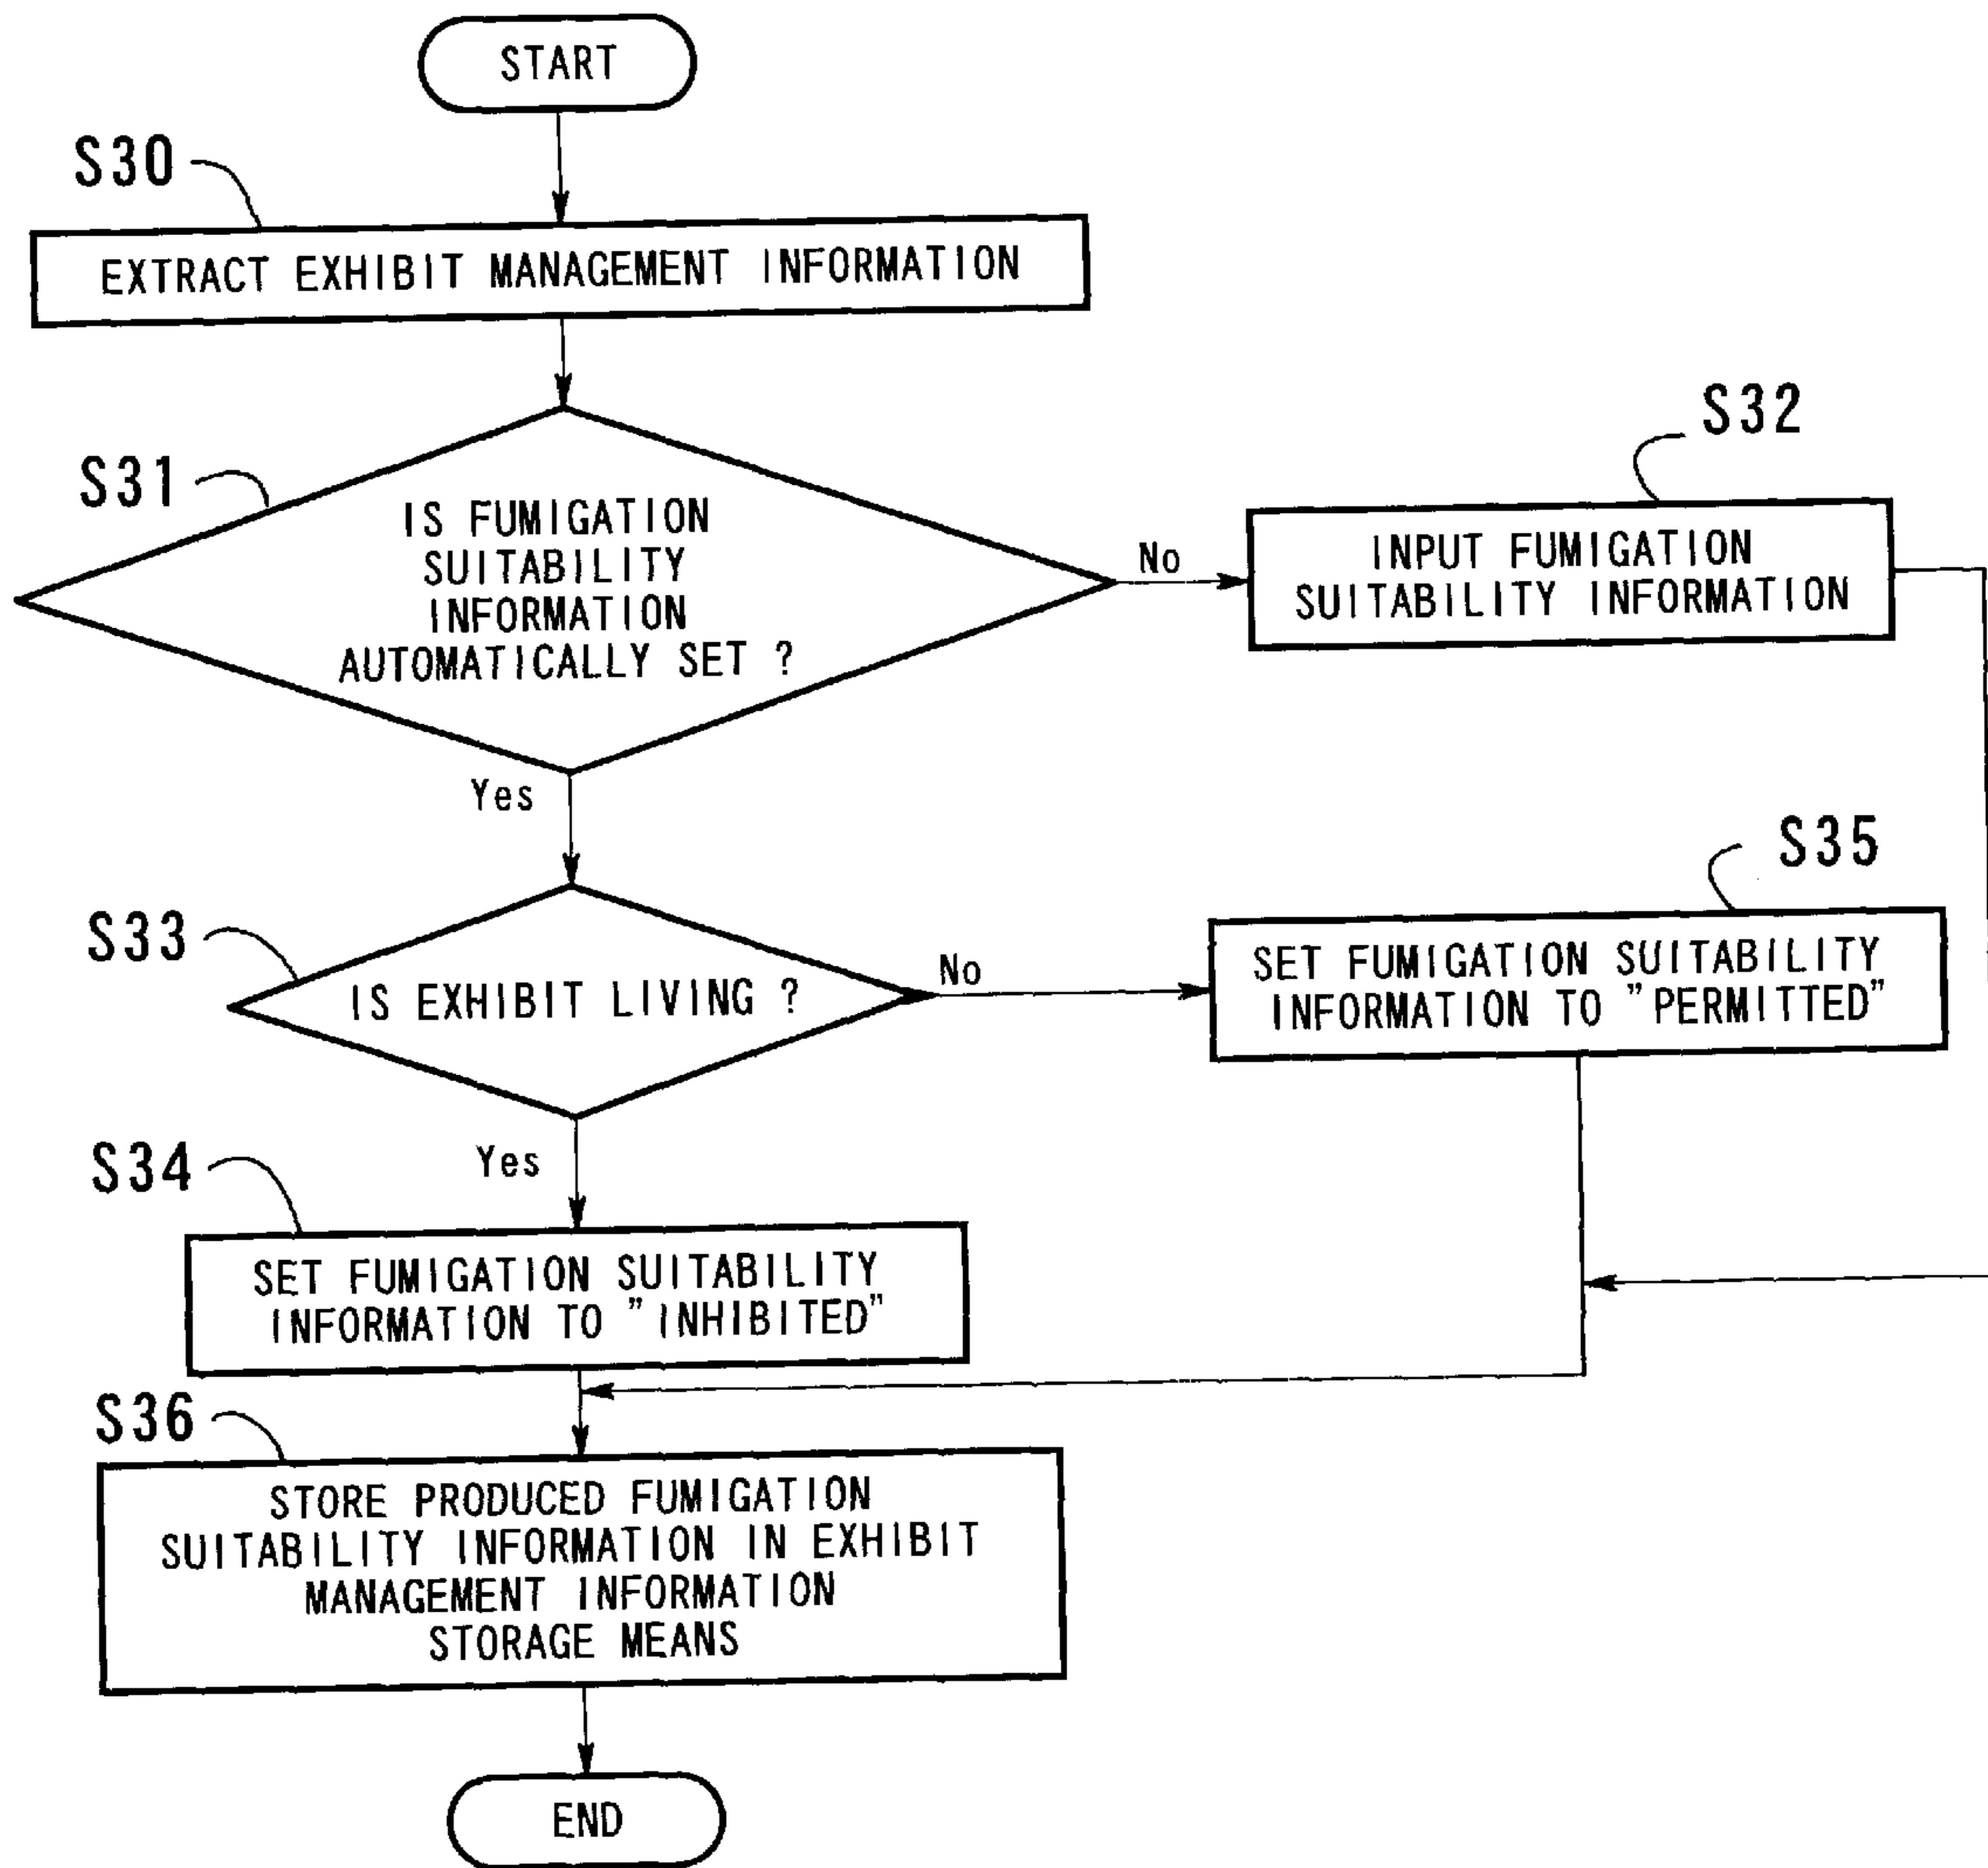 START
S30
EXTRACT EXHIBIT MANAGEMENT INFORMATION
S31
IS FUMIGATION
SUITABILITY
INFORMATION
AUTOMATICALLY SET ?
No
S32
INPUT FUMIGATION
SUITABILITY INFORMATION
Yes
S33
IS EXHIBIT LIVING ?
No
S35
SET FUMIGATION SUITABILITY
INFORMATION TO "PERMITTED"
Yes
S34
SET FUMIGATION SUITABILITY
INFORMATION TO "INHIBITED"
S36
STORE PRODUCED FUMIGATION
SUITABILITY INFORMATION IN EXHIBIT
MANAGEMENT INFORMATION
STORAGE MEANS
END